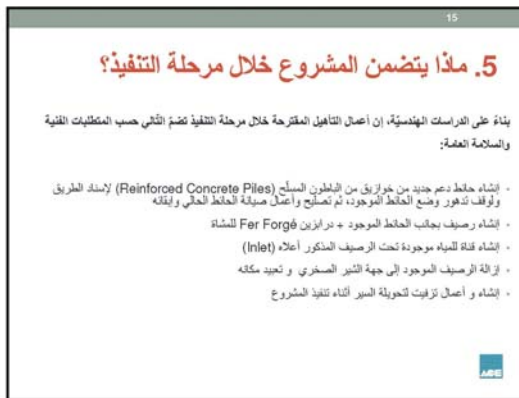 15
5. ماذا يتضمن المشروع خلال مرحلة التنفيذ؟
بناءً على الدراسات الهندسيّة، إن أعمال التأهيل المقترحة خلال مرحلة التنفيذ تضمّ التّالي حسب المتطلبات الفنية
والسلامة العامة:
- إنشاء حائط دعم جديد من خوازيق من الباطون المسلّح (Reinforced Concrete Piles) لإسناد الطريق
ولوقف تدهور وضع الحائط الموجود، ثم تصليح وأعمال صيانة الحائط الحالي وإبقائه
- إنشاء رصيف بجانب الحائط الموجود + درابزين Fer Forgé للمشاة
- إنشاء قناة للمياه موجودة تحت الرصيف المذكور أعلاه (Inlet)
- إزالة الرصيف الموجود إلى جهة الشير الصخري و تعبيد مكانه
- إنشاء و أعمال تزفيت لتحويلة السير أثناء تنفيذ المشروع